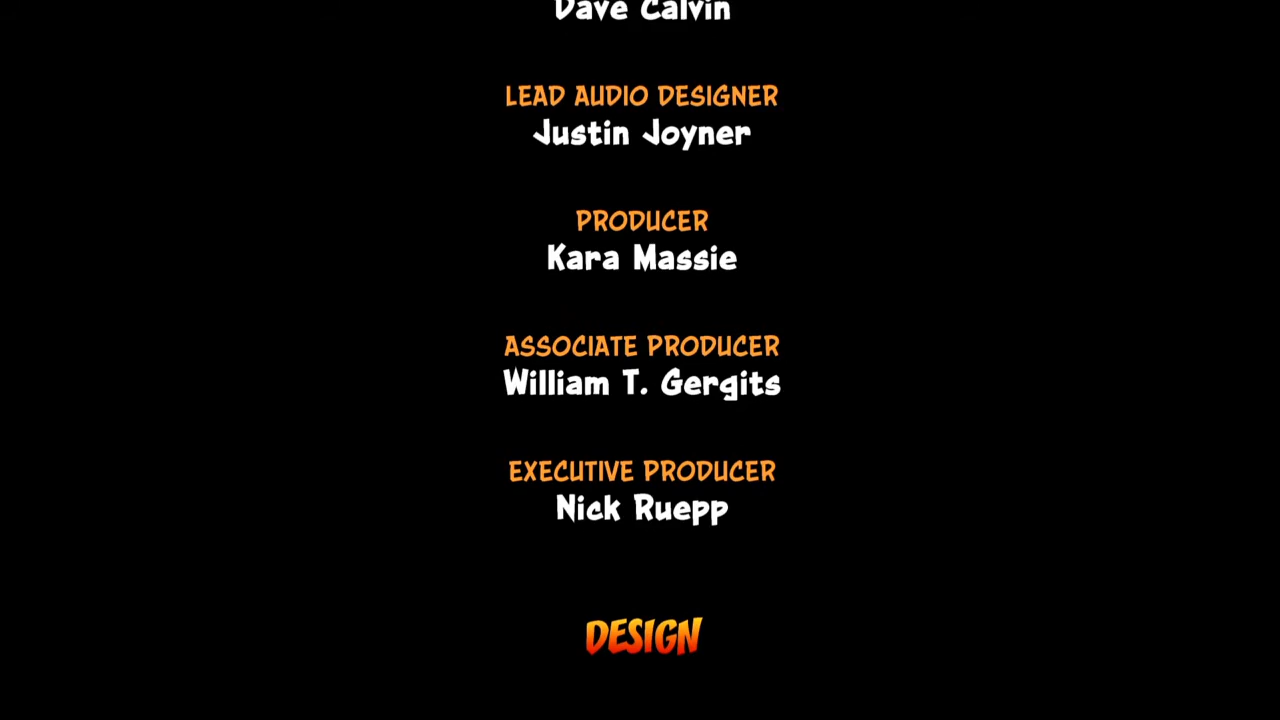 Dave Calvin
LEAD AUDIO DESIGNER
Justin Joyner
PRODUCER
Kara Massie
ASSOCIATE PRODUCER
William T. Gergits
EXECUTIVE PRODUCER
Nick Ruepp
DESIGN